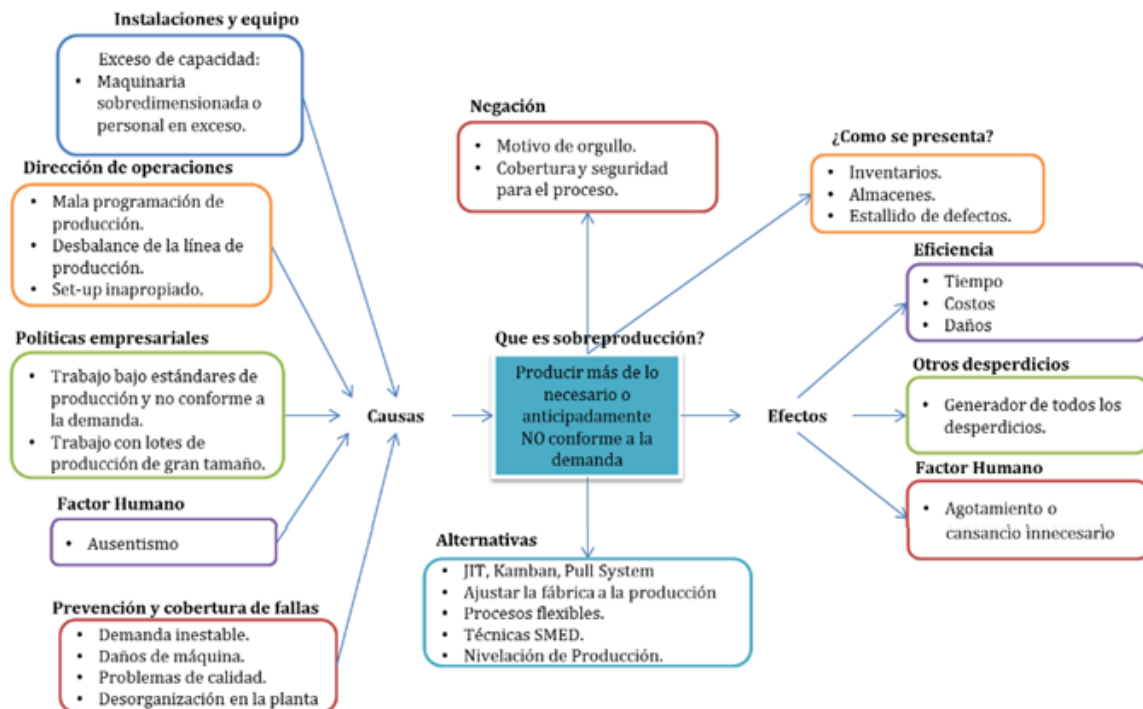 Instalaciones y equipo
Exceso de capacidad:
• Maquinaria
sobredimensionada o
personal en exceso.
Dirección de operaciones
• Mala programación de
producción.
• Desbalance de la línea de
producción.
• Set-up inapropiado.
Políticas empresariales
• Trabajo bajo estándares de
producción y no conforme a
la demanda.
• Trabajo con lotes de
producción de gran tamaño.
Factor Humano
• Ausentismo
Prevención y cobertura de fallas
• Demanda inestable.
• Daños de máquina.
• Problemas de calidad.
• Desorganización en la planta
Causas
Negación
• Motivo de orgullo.
• Cobertura y seguridad
para el proceso.
Que es sobreproducción?
Producir más de lo
necesario o
anticipadamente
NO conforme a la
demanda
Alternativas
• JIT, Kamban, Pull System
• Ajustar la fábrica a la producción
• Procesos flexibles.
• Técnicas SMED.
• Nivelación de Producción.
¿Como se presenta?
• Inventarios.
• Almacenes.
• Estallido de defectos.
Efectos
Eficiencia
• Tiempo
• Costos
• Daños
Otros desperdicios
• Generador de todos los
desperdicios.
Factor Humano
• Agotamiento o
cansancio innecesario